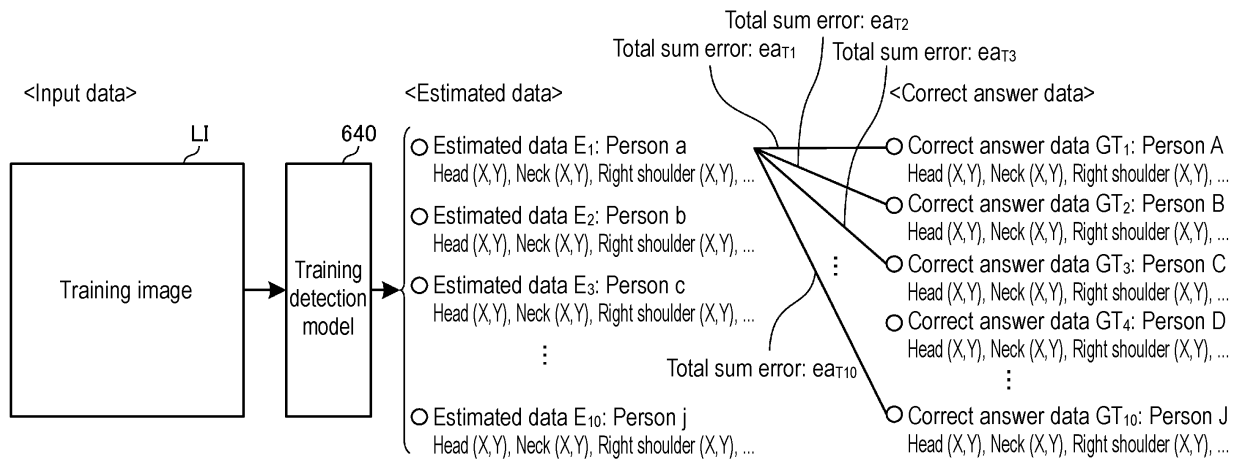 Total sum error: eaT2
Total sum error: eaT1
Total sum error: eaT3
<Input data>
<Estimated data>
<Correct answer data>
LI
640
Training image
Training
detection
model
Estimated data E1: Person a
Head (X,Y), Neck (X,Y), Right shoulder (X,Y), ...
Estimated data E2: Person b
Head (X,Y), Neck (X,Y), Right shoulder (X,Y), ...
Estimated data E3: Person c
Head (X,Y), Neck (X,Y), Right shoulder (X,Y), ...
⋮
Estimated data E10: Person j
Head (X,Y), Neck (X,Y), Right shoulder (X,Y), ...
⋮
Total sum error: eaT10
Correct answer data GT1: Person A
Head (X,Y), Neck (X,Y), Right shoulder (X,Y), ...
Correct answer data GT2: Person B
Head (X,Y), Neck (X,Y), Right shoulder (X,Y), ...
Correct answer data GT3: Person C
Head (X,Y), Neck (X,Y), Right shoulder (X,Y), ...
Correct answer data GT4: Person D
Head (X,Y), Neck (X,Y), Right shoulder (X,Y), ...
⋮
Correct answer data GT10: Person J
Head (X,Y), Neck (X,Y), Right shoulder (X,Y), ...